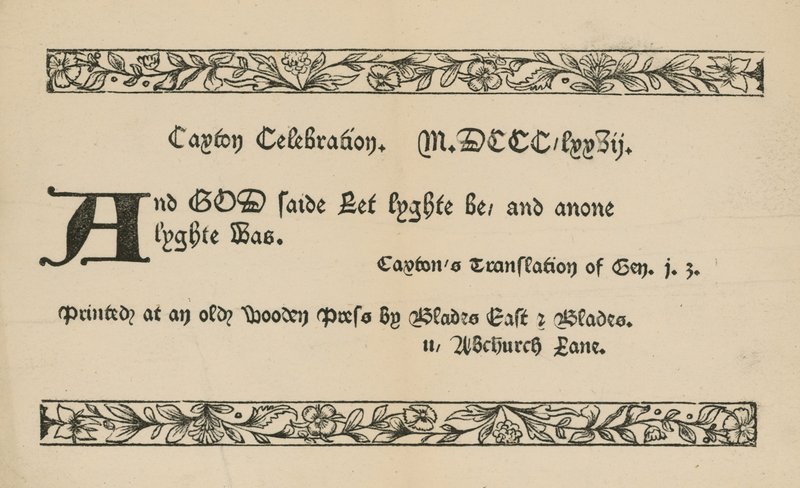 Caxton Celebration. M.DCCC/lxxvij.
And GOD saide Let lyghte be/ and anone
lyghte was.
Caxton's Translation of Gen. j. 3.
Printed at an old Wooden Press by Blades East & Blades.
11/ Abchurch Lane.